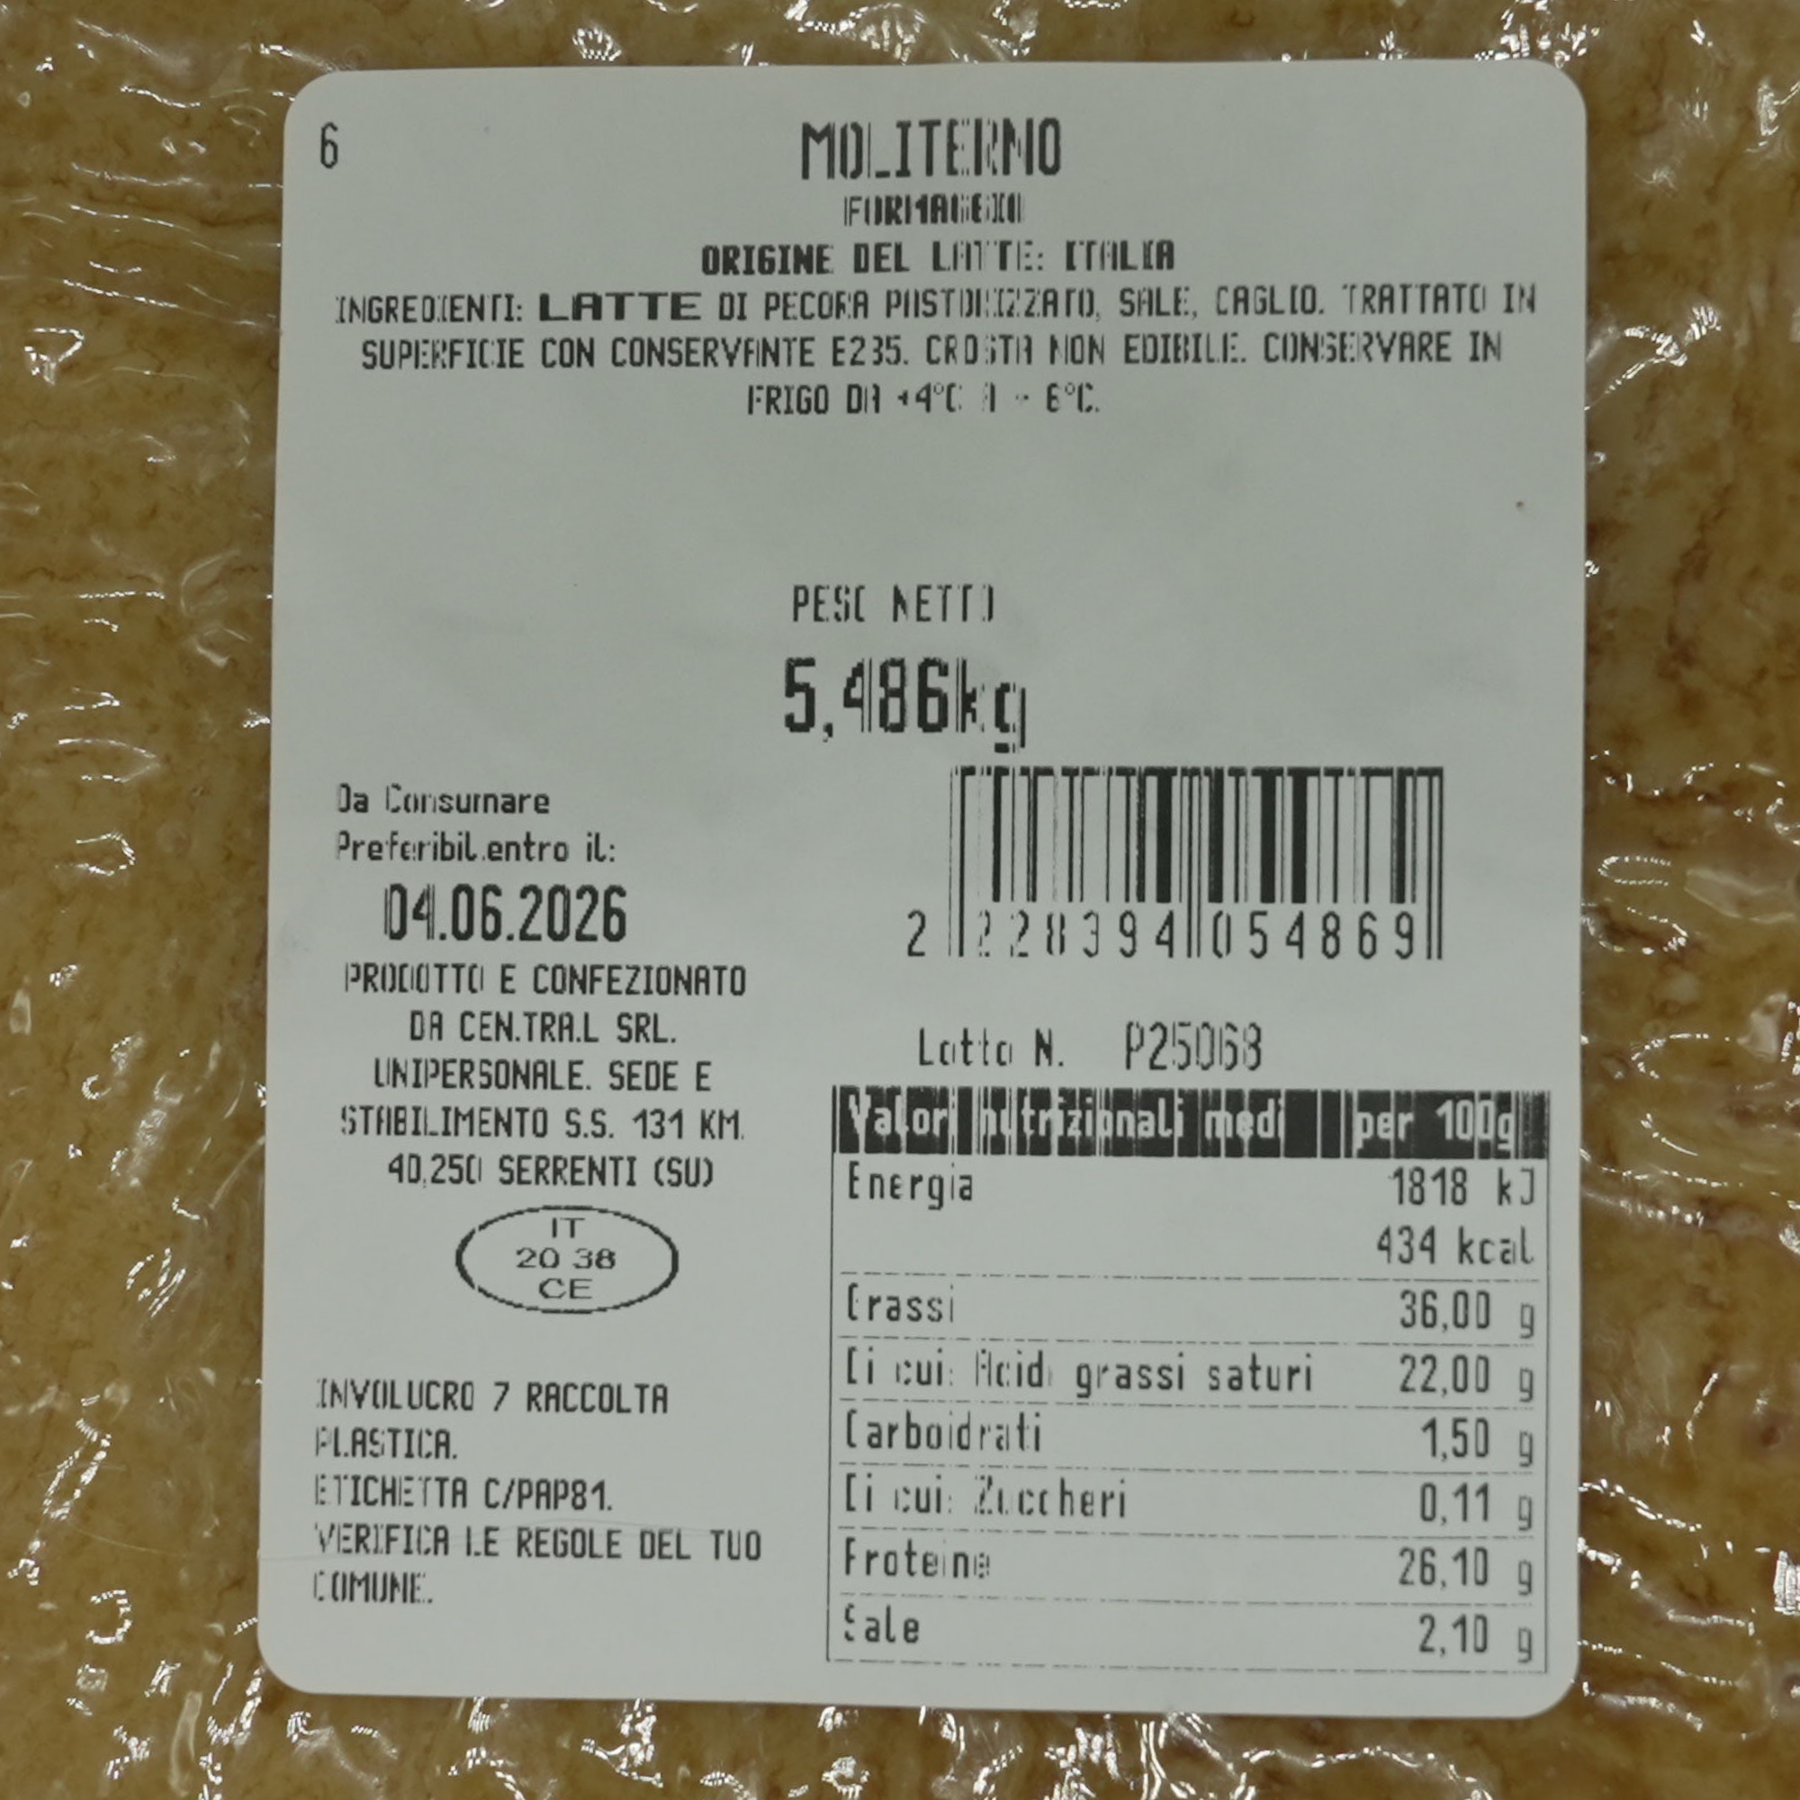 6
MOLITERNO
FORMAGGIO
ORIGINE DEL LATTE: ITALIA
INGREDIENTI: LATTE DI PECORA PASTORIZZATO, SALE, CAGLIO. TRATTATO IN
SUPERFICIE CON CONSERVANTE E235. CROSTA NON EDIBILE. CONSERVARE IN
FRIGO DA +4°C A + 6°C.
PESO NETTO
5,486kg
Da Consumare
Preferibil.entro il:
04.06.2026
2 228394 054869
PRODOTTO E CONFEZIONATO
DA CEN.TRA.L SRL.
UNIPERSONALE. SEDE E
STABILIMENTO S.S. 131 KM.
40,250 SERRENTI (SU)
IT
20 38
CE
INVOLUCRO 7 RACCOLTA
PLASTICA.
ETICHETTA C/PAP81.
VERIFICA LE REGOLE DEL TUO
COMUNE.
Lotto N. P25068
Valori nutrizionali medi per 100g
Energia 1818 kJ
434 kcal
Grassi 36,00 g
Di cui: Acidi grassi saturi 22,00 g
Carboidrati 1,50 g
Di cui: Zuccheri 0,11 g
Proteine 26,10 g
Sale 2,10 g